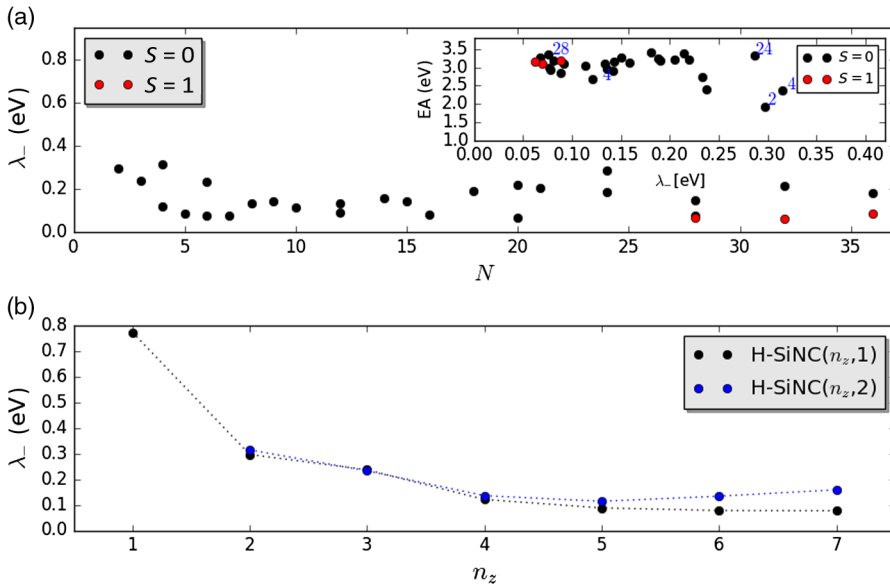 (a)
λ₋ (eV)
0.8
0.6
0.4
0.2
0.0
S = 0
S = 1
EA (eV)
3.5
3.0
2.5
2.0
1.5
1.0
28
4
24
4
2
S=0
S=1
0.00 0.05 0.10 0.15 0.20 0.25 0.30 0.35 0.40
λ₋[eV]
0 5 10 15 20 25 30 35
N
(b)
λ₋ (eV)
0.8
0.7
0.6
0.5
0.4
0.3
0.2
0.1
0.0
H-SiNC(n_z,1)
H-SiNC(n_z,2)
1 2 3 4 5 6 7
n_z